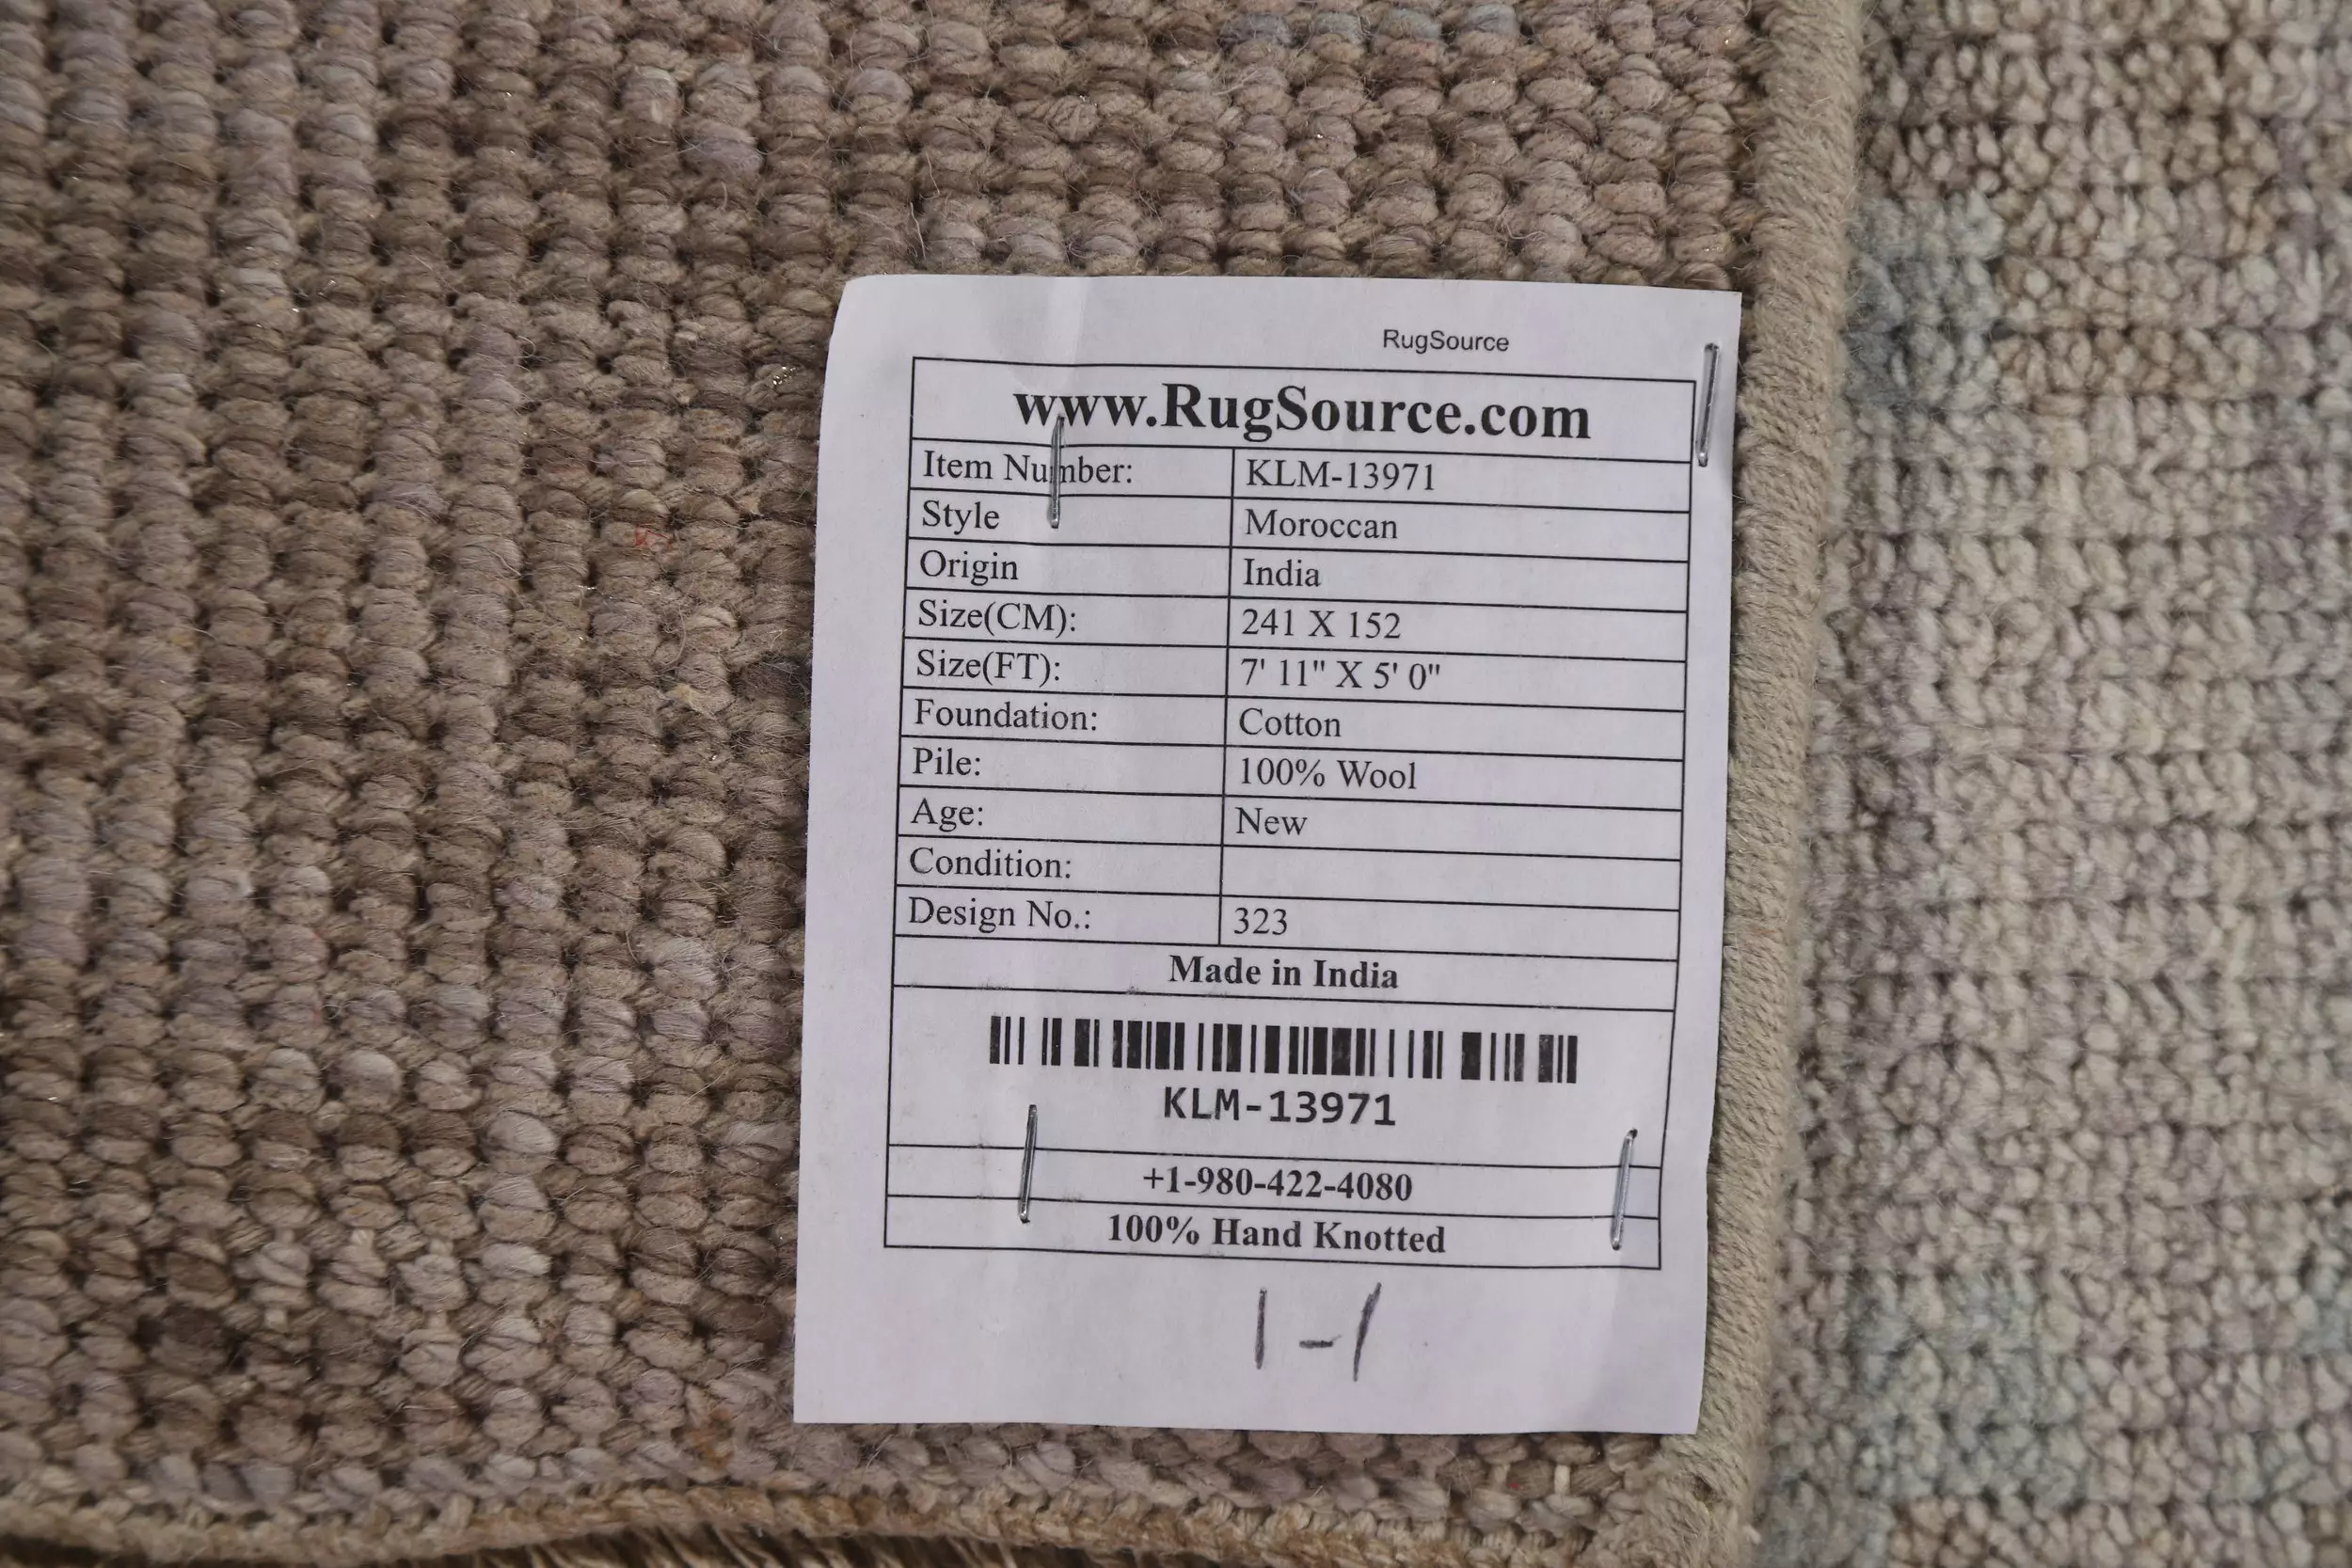 RugSource
www.RugSource.com
Item Number: KLM-13971
Style Moroccan
Origin India
Size(CM): 241 X 152
Size(FT): 7' 11" X 5' 0"
Foundation: Cotton
Pile: 100% Wool
Age: New
Condition:
Design No.: 323
Made in India
KLM-13971
+1-980-422-4080
100% Hand Knotted
1-1